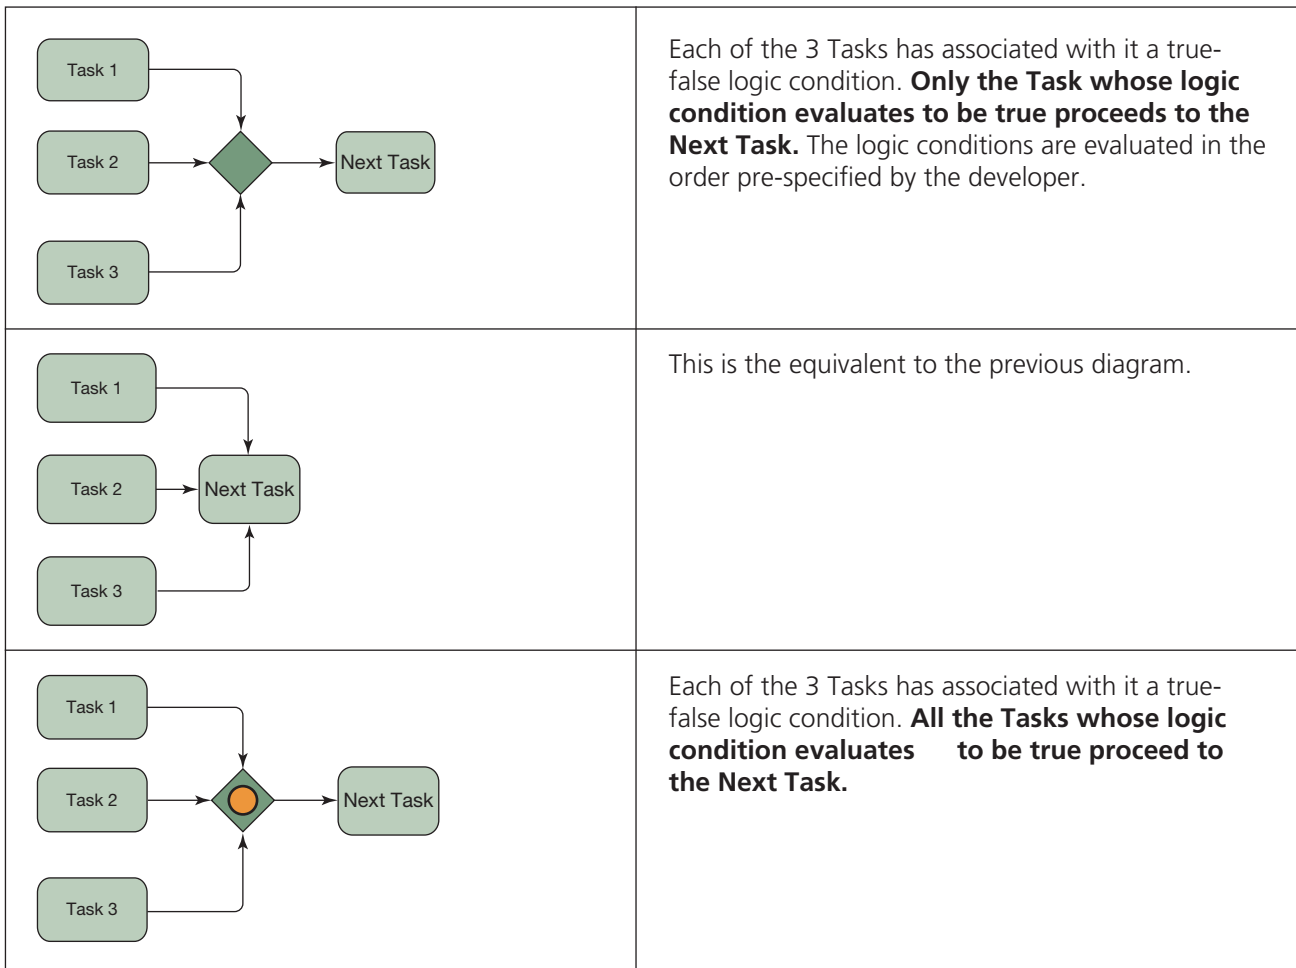 Task 1
Task 2
Next Task
Task 3
Each of the 3 Tasks has associated with it a true-
false logic condition. Only the Task whose logic
condition evaluates to be true proceeds to the
Next Task. The logic conditions are evaluated in the
order pre-specified by the developer.
Task 1
Task 2
Next Task
Task 3
This is the equivalent to the previous diagram.
Task 1
Task 2
Next Task
Task 3
Each of the 3 Tasks has associated with it a true-
false logic condition. All the Tasks whose logic
condition evaluates to be true proceed to
the Next Task.